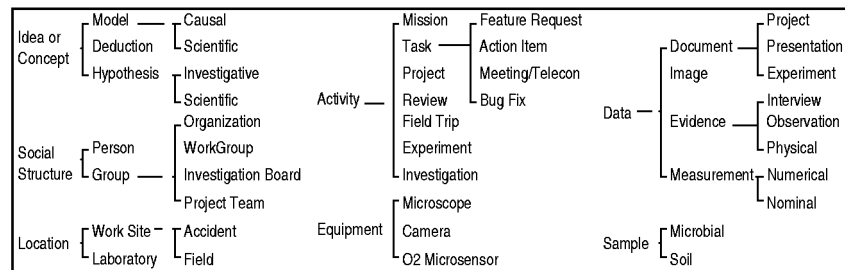 Idea or
Concept
Model
Deduction
Hypothesis
Causal
Scientific
Investigative
Scientific
Social
Structure
Person
Group
Organization
WorkGroup
Investigation Board
Project Team
Location
Work Site
Laboratory
Accident
Field
Activity
Mission
Task
Project
Review
Field Trip
Experiment
Investigation
Feature Request
Action Item
Meeting/Telecon
Bug Fix
Equipment
Microscope
Camera
O2 Microsensor
Data
Document
Image
Evidence
Measurement
Project
Presentation
Experiment
Interview
Observation
Physical
Numerical
Nominal
Sample
Microbial
Soil